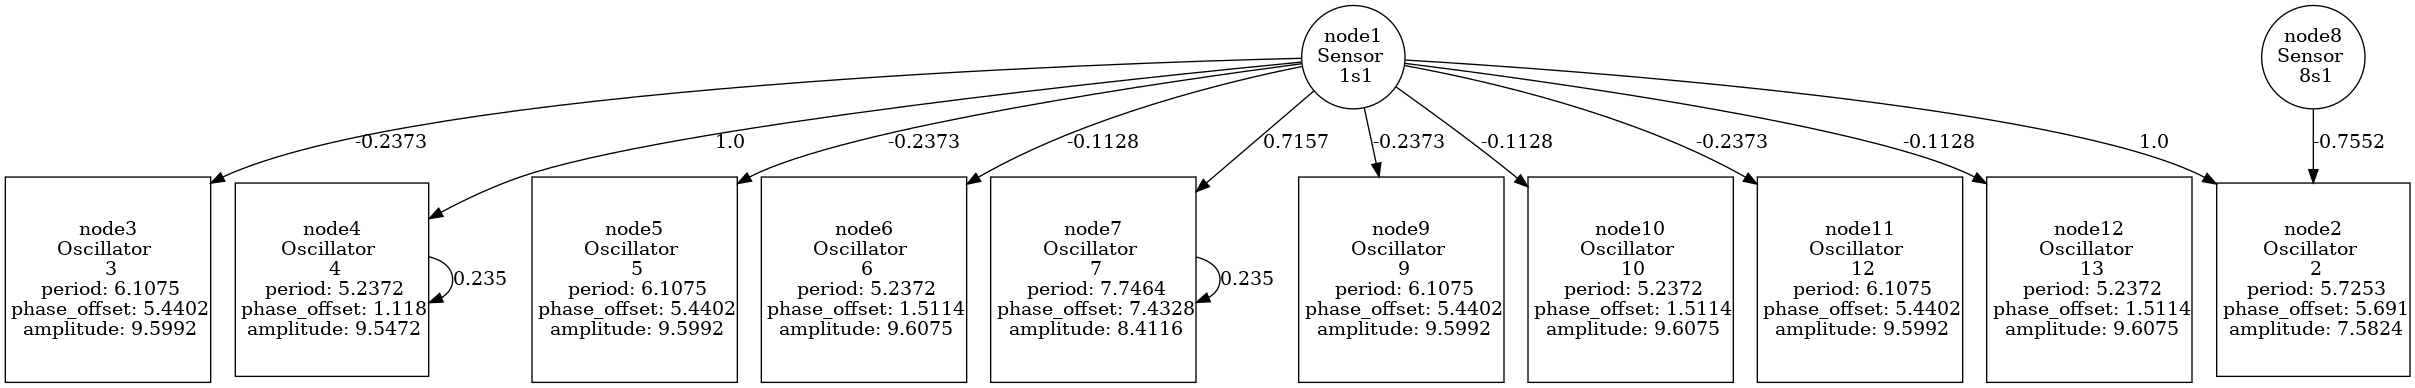 node1
Sensor
1s1
node8
Sensor
8s1
-0.2373
1.0
-0.2373
-0.1128
0.7157
-0.2373
-0.1128
-0.2373
-0.1128
1.0
-0.7552
node3
Oscillator
3
period: 6.1075
phase_offset: 5.4402
amplitude: 9.5992
node4
Oscillator
4
period: 5.2372
phase_offset: 1.118
amplitude: 9.5472
0.235
node5
Oscillator
5
period: 6.1075
phase_offset: 5.4402
amplitude: 9.5992
node6
Oscillator
6
period: 5.2372
phase_offset: 1.5114
amplitude: 9.6075
node7
Oscillator
7
period: 7.7464
phase_offset: 7.4328
amplitude: 8.4116
0.235
node9
Oscillator
9
period: 6.1075
phase_offset: 5.4402
amplitude: 9.5992
node10
Oscillator
10
period: 5.2372
phase_offset: 1.5114
amplitude: 9.6075
node11
Oscillator
12
period: 6.1075
phase_offset: 5.4402
amplitude: 9.5992
node12
Oscillator
13
period: 5.2372
phase_offset: 1.5114
amplitude: 9.6075
node2
Oscillator
2
period: 5.7253
phase_offset: 5.691
amplitude: 7.5824